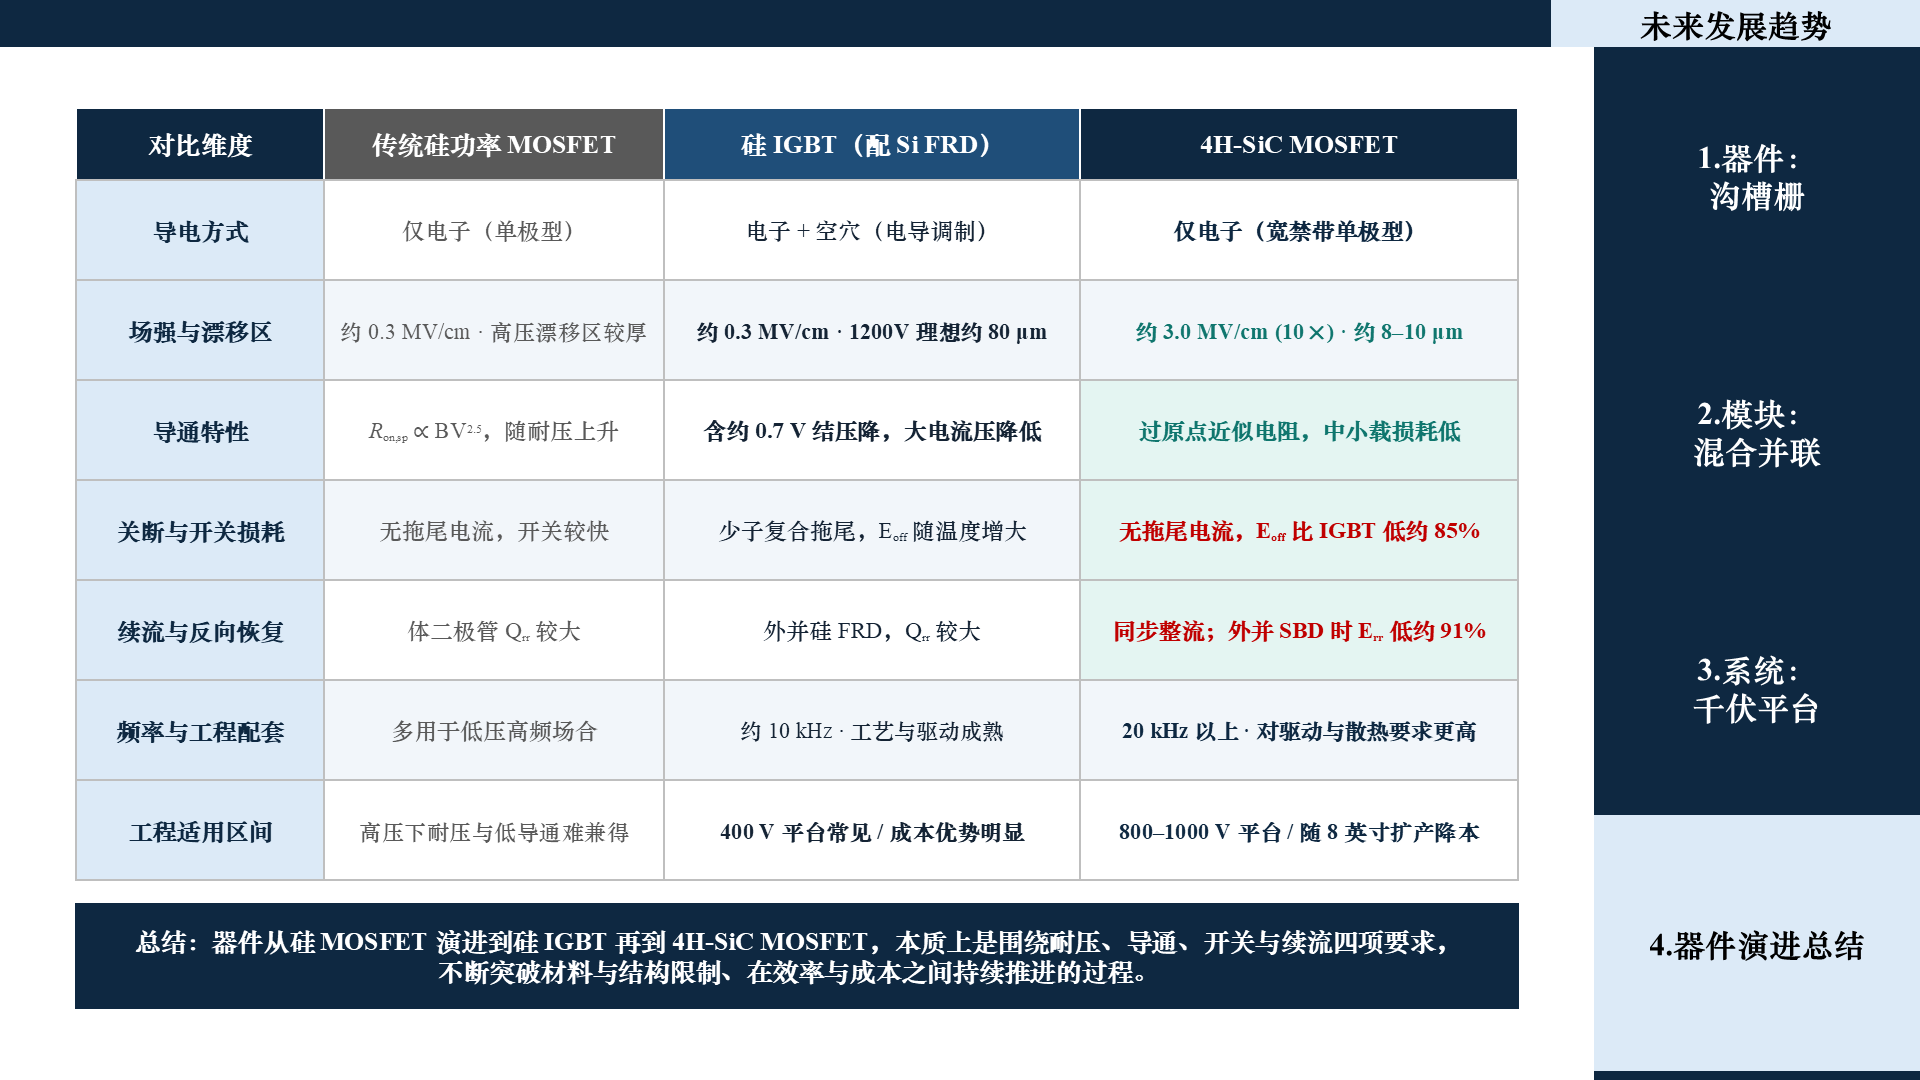 未来发展趋势
对比维度 传统硅功率 MOSFET 硅 IGBT（配 Si FRD） 4H-SiC MOSFET
导电方式 仅电子（单极型） 电子 + 空穴（电导调制） 仅电子（宽禁带单极型）
场强与漂移区 约 0.3 MV/cm · 高压漂移区较厚 约 0.3 MV/cm · 1200V 理想约 80 μm 约 3.0 MV/cm (10×) · 约 8–10 μm
导通特性 Ron,sp ∝ BV2.5，随耐压上升 含约 0.7 V 结压降，大电流压降低 过原点近似电阻，中小载损耗低
关断与开关损耗 无拖尾电流，开关较快 少子复合拖尾，Eoff 随温度增大 无拖尾电流，Eoff 比 IGBT 低约 85%
续流与反向恢复 体二极管 Qrr 较大 外并硅 FRD，Qrr 较大 同步整流；外并 SBD 时 Err 低约 91%
频率与工程配套 多用于低压高频场合 约 10 kHz · 工艺与驱动成熟 20 kHz 以上 · 对驱动与散热要求更高
工程适用区间 高压下耐压与低导通难兼得 400 V 平台常见 / 成本优势明显 800–1000 V 平台 / 随 8 英寸扩产降本
总结：器件从硅 MOSFET 演进到硅 IGBT 再到 4H-SiC MOSFET，本质上是围绕耐压、导通、开关与续流四项要求，
不断突破材料与结构限制、在效率与成本之间持续推进的过程。
1.器件：
沟槽栅
2.模块：
混合并联
3.系统：
千伏平台
4.器件演进总结